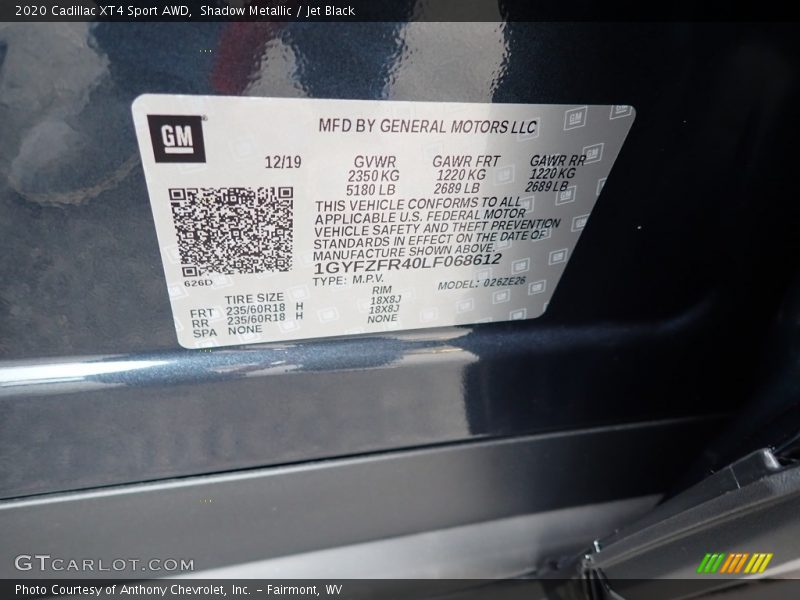 2020 Cadillac XT4 Sport AWD, Shadow Metallic / Jet Black
GM
MFD BY GENERAL MOTORS LLC
12/19 GVWR GAWR FRT GAWR RR
2350 KG 1220 KG 1220 KG
5180 LB 2689 LB 2689 LB
THIS VEHICLE CONFORMS TO ALL
APPLICABLE U.S. FEDERAL MOTOR
VEHICLE SAFETY AND THEFT PREVENTION
STANDARDS IN EFFECT ON THE DATE OF
MANUFACTURE SHOWN ABOVE.
1GYFZFR40LF068612
626D TYPE: M.P.V. MODEL: 026ZE26
TIRE SIZE RIM
FRT 235/60R18 H 18X8J
RR 235/60R18 H 18X8J
SPA NONE NONE
GTCARLOT.COM
Photo Courtesy of Anthony Chevrolet, Inc. – Fairmont, WV